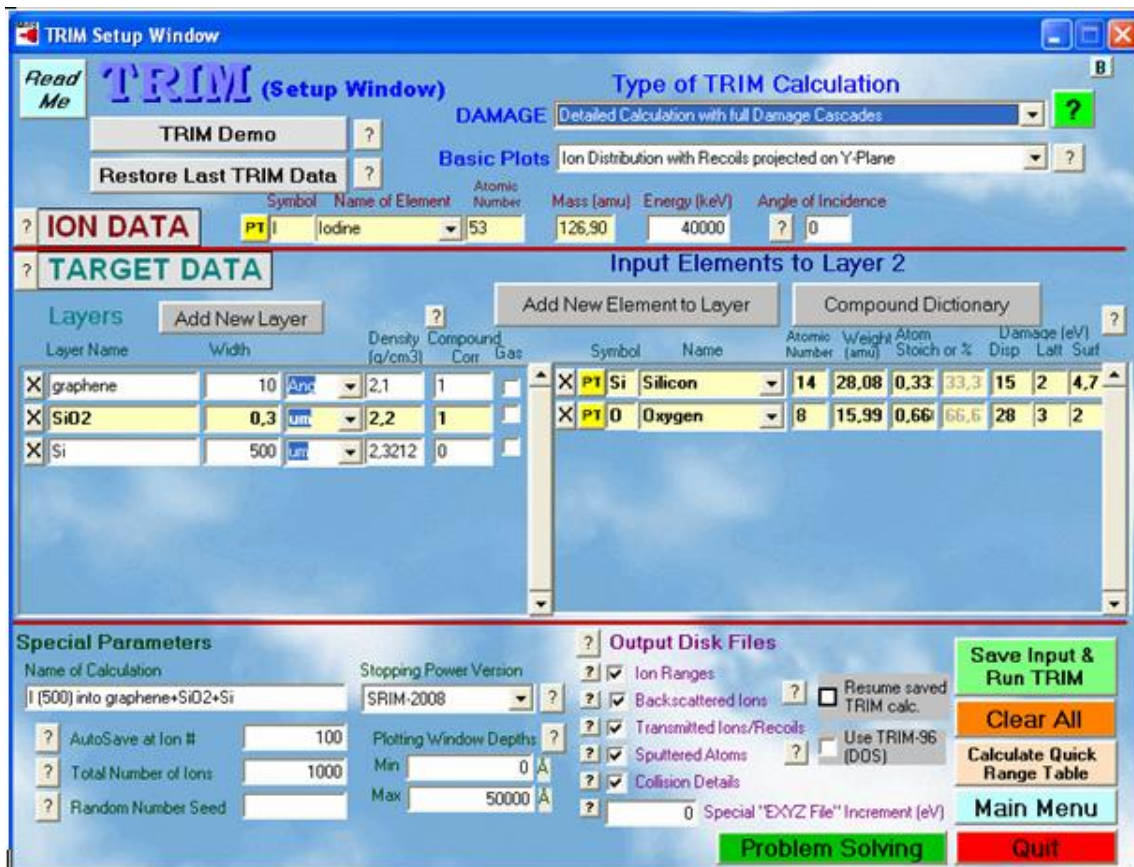 TRIM Setup Window
Read Me
TRIM (Setup Window)
Type of TRIM Calculation
B
DAMAGE Detailed Calculation with full Damage Cascades ?
TRIM Demo ?
Basic Plots Ion Distribution with Recoils projected on Y-Plane ?
Restore Last TRIM Data ?
Symbol Name of Element Atomic Number Mass (amu) Energy (keV) Angle of Incidence
? ION DATA PT I Iodine 53 126,90 40000 ? 0
? TARGET DATA Input Elements to Layer 2
Layers Add New Layer ? Add New Element to Layer Compound Dictionary ?
Layer Name Width Density (g/cm3) Compound Corr Gas
Symbol Name Atomic Number Weight (amu) Atom Stoich or % Damage (eV) Disp Latt Surf
X graphene 10 Ang 2,1 1
X PT Si Silicon 14 28,08 0,33 33,3 15 2 4,7
X SiO2 0,3 um 2,2 1
X PT O Oxygen 8 15,99 0,66 66,6 28 3 2
X Si 500 um 2,3212 0
Special Parameters
Name of Calculation
I (500) into graphene+SiO2+Si
Stopping Power Version
SRIM-2008 ?
? AutoSave at Ion # 100
? Total Number of Ions 1000
? Random Number Seed
Plotting Window Depths ?
Min 0 Å
Max 50000 Å
? Output Disk Files
? Ion Ranges
? Backscattered Ions
? Transmitted Ions/Recoils
? Sputtered Atoms
? Collision Details
? 0 Special "EXYZ File" Increment (eV)
? Resume saved TRIM calc.
? Use TRIM-96 (DOS)
Save Input & Run TRIM
Clear All
Calculate Quick Range Table
Main Menu
Problem Solving
Quit